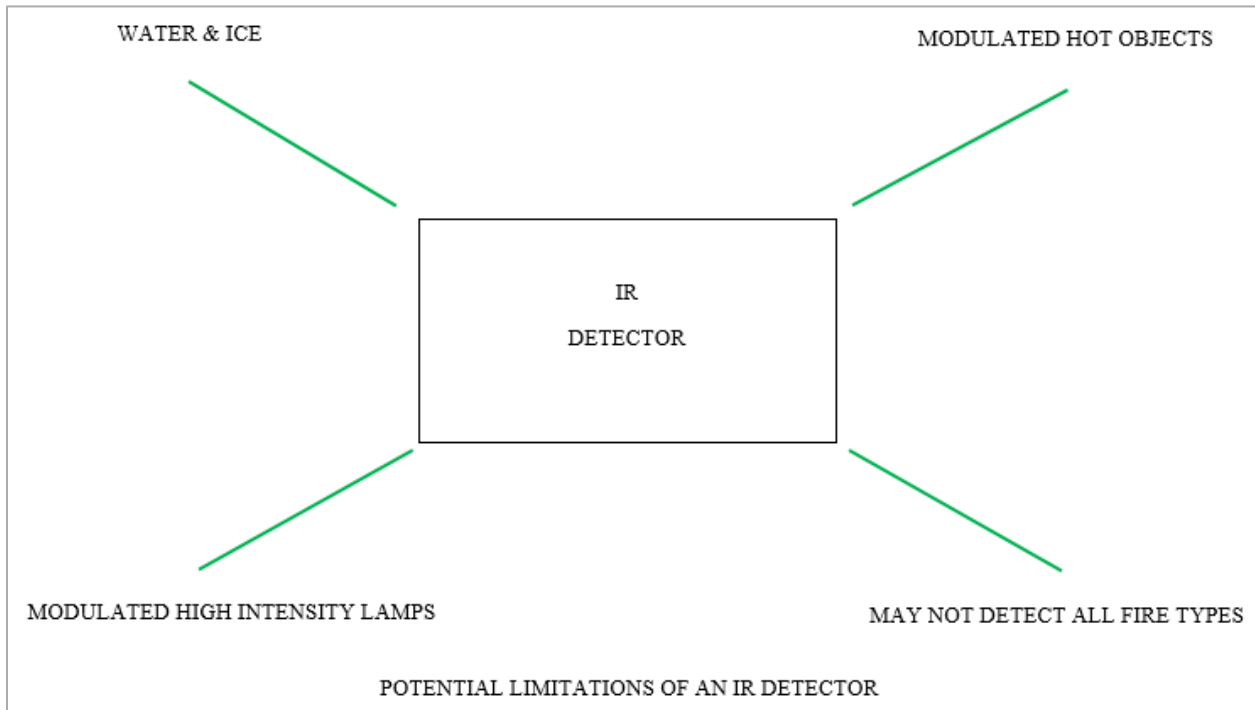 WATER & ICE
MODULATED HOT OBJECTS
IR
DETECTOR
MODULATED HIGH INTENSITY LAMPS
MAY NOT DETECT ALL FIRE TYPES
POTENTIAL LIMITATIONS OF AN IR DETECTOR